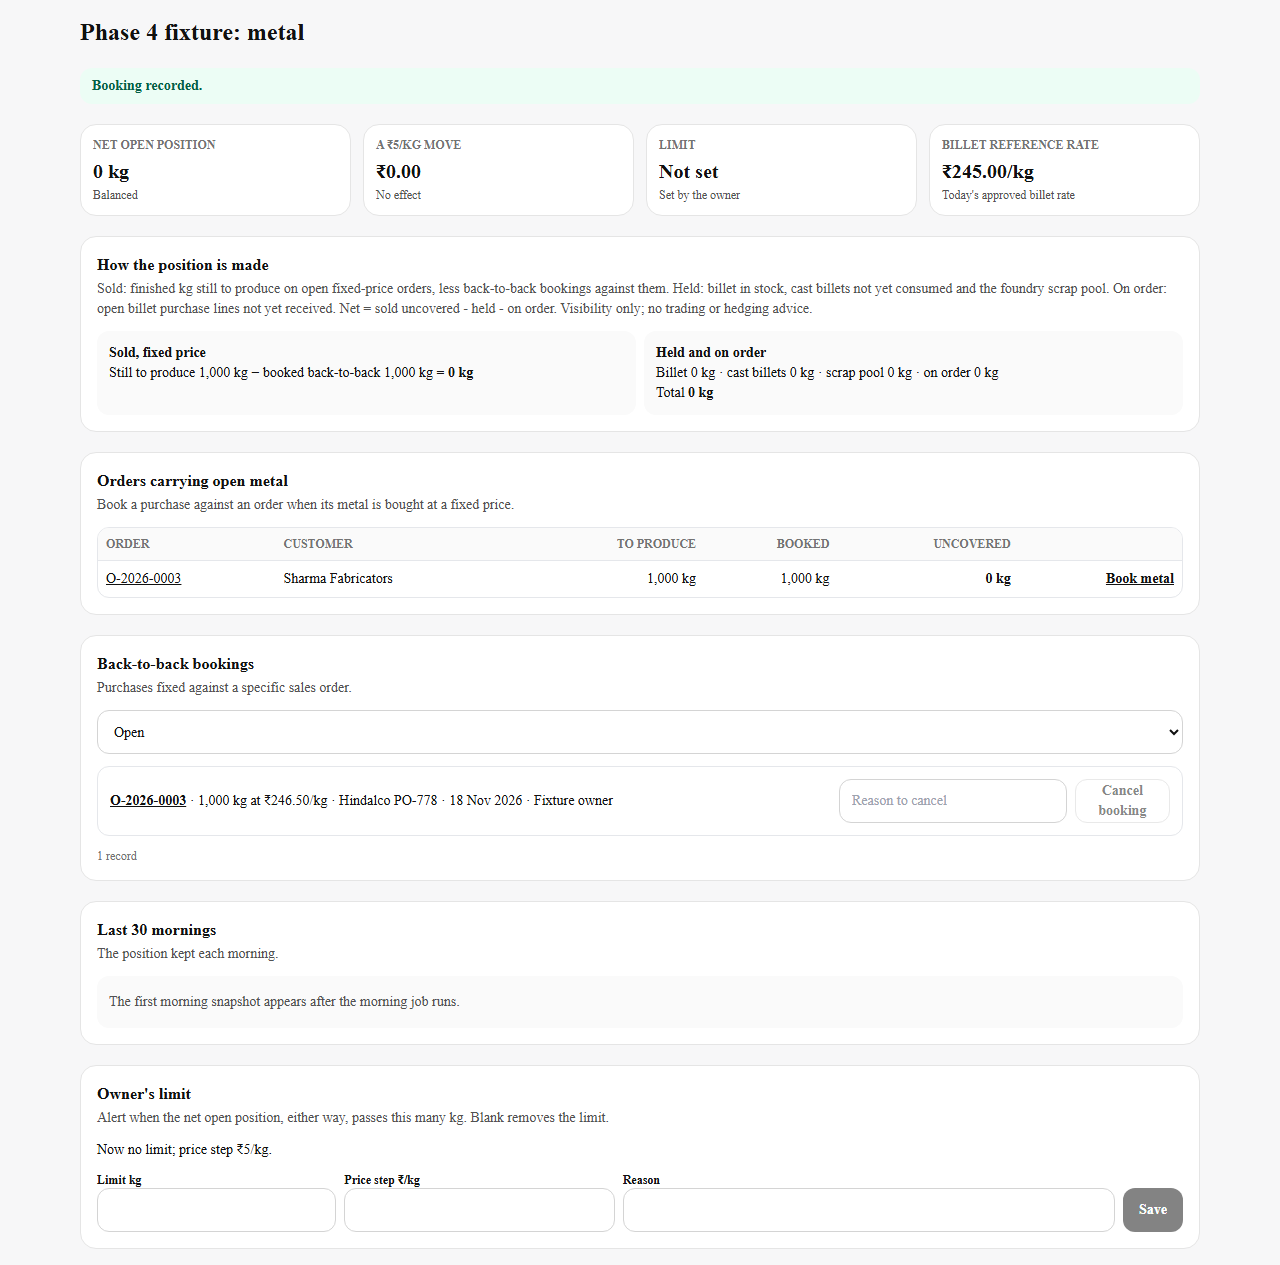 Phase 4 fixture: metal
Booking recorded.
NET OPEN POSITION
0 kg
Balanced
A ₹5/KG MOVE
₹0.00
No effect
LIMIT
Not set
Set by the owner
BILLET REFERENCE RATE
₹245.00/kg
Today's approved billet rate
How the position is made
Sold: finished kg still to produce on open fixed-price orders, less back-to-back bookings against them. Held: billet in stock, cast billets not yet consumed and the foundry scrap pool. On order:
open billet purchase lines not yet received. Net = sold uncovered - held - on order. Visibility only; no trading or hedging advice.
Sold, fixed price
Still to produce 1,000 kg − booked back-to-back 1,000 kg = 0 kg
Held and on order
Billet 0 kg · cast billets 0 kg · scrap pool 0 kg · on order 0 kg
Total 0 kg
Orders carrying open metal
Book a purchase against an order when its metal is bought at a fixed price.
ORDER CUSTOMER TO PRODUCE BOOKED UNCOVERED
O-2026-0003 Sharma Fabricators 1,000 kg 1,000 kg 0 kg Book metal
Back-to-back bookings
Purchases fixed against a specific sales order.
Open
O-2026-0003 · 1,000 kg at ₹246.50/kg · Hindalco PO-778 · 18 Nov 2026 · Fixture owner
Reason to cancel
Cancel
booking
1 record
Last 30 mornings
The position kept each morning.
The first morning snapshot appears after the morning job runs.
Owner's limit
Alert when the net open position, either way, passes this many kg. Blank removes the limit.
Now no limit; price step ₹5/kg.
Limit kg
Price step ₹/kg
Reason
Save